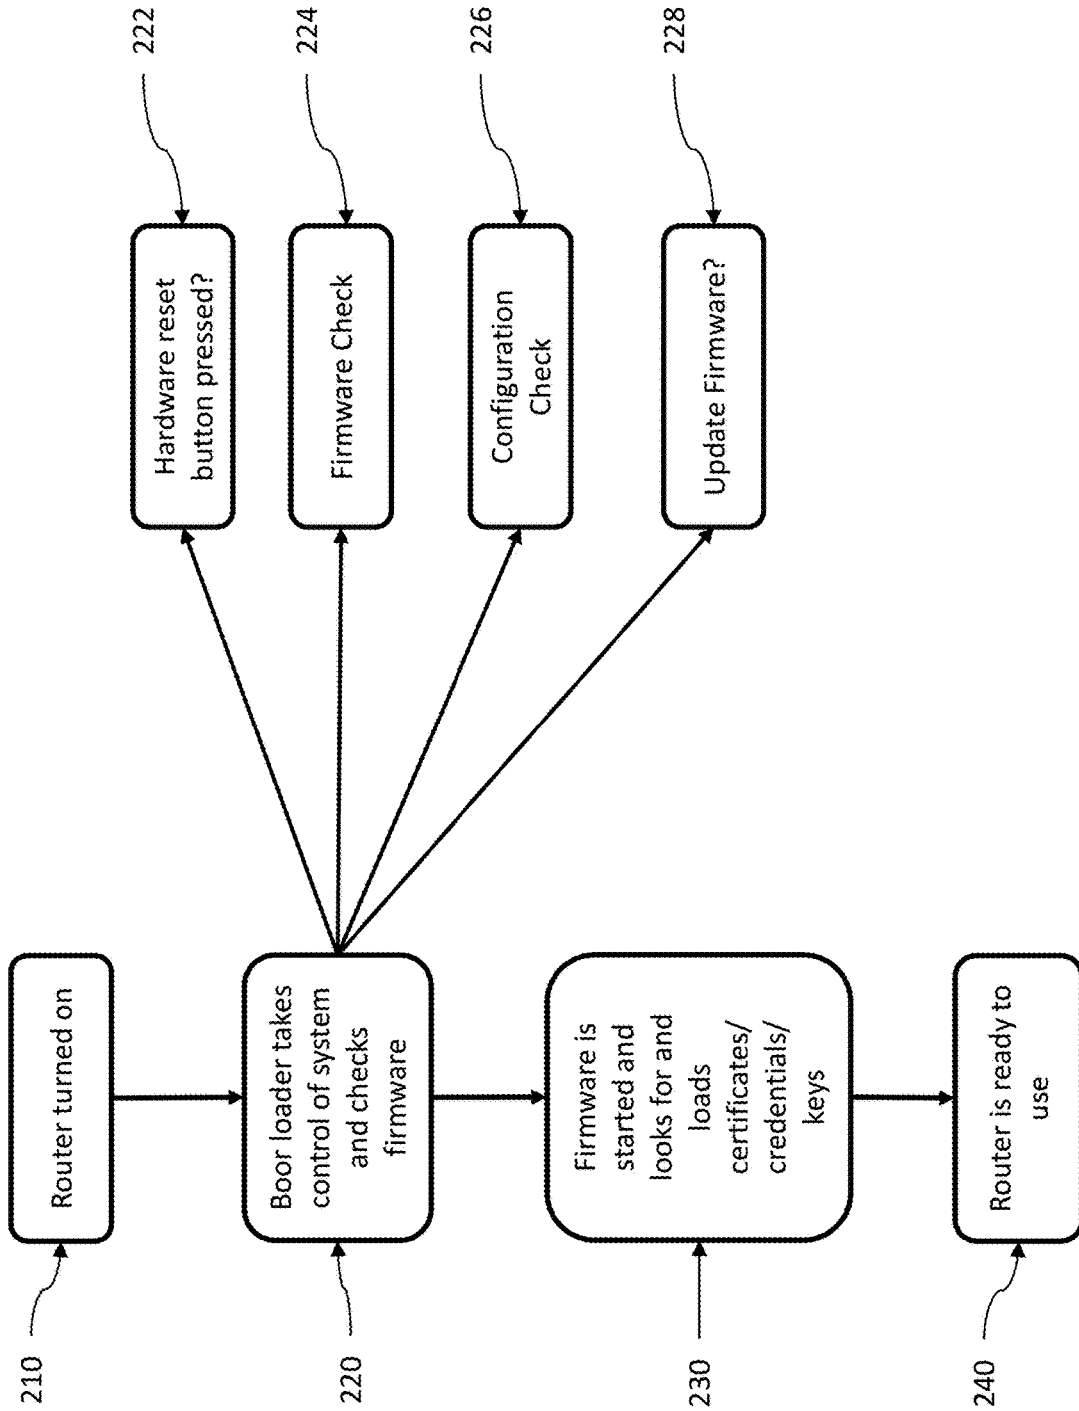 210
Router turned on
220
Boor loader takes
control of system
and checks
firmware
222
Hardware reset
button pressed?
224
Firmware Check
226
Configuration
Check
228
Update Firmware?
230
Firmware is
started and
looks for and
loads
certificates/
credentials/
keys
240
Router is ready to
use